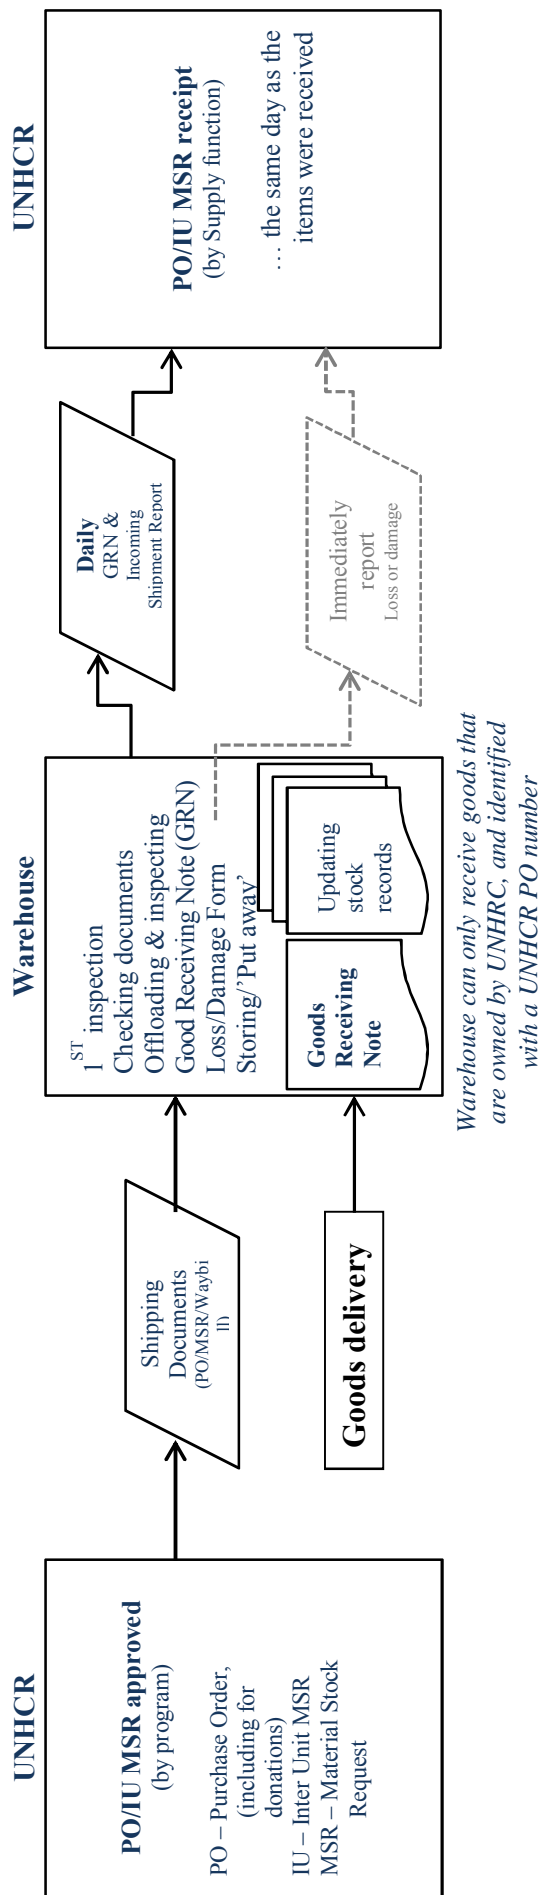 UNHCR
PO/IU MSR approved
(by program)
PO – Purchase Order,
(including for
donations)
IU – Inter Unit MSR
MSR – Material Stock
Request
Shipping
Documents
(PO/MSR/Waybi
ll)
Goods delivery
Warehouse
1ST inspection
Checking documents
Offloading & inspecting
Good Receiving Note (GRN)
Loss/Damage Form
Storing/’Put away’
Goods
Receiving
Note
Updating
stock
records
Warehouse can only receive goods that
are owned by UNHRC, and identified
with a UNHCR PO number
Daily
GRN &
Incoming
Shipment Report
Immediately
report
Loss or damage
UNHCR
PO/IU MSR receipt
(by Supply function)
… the same day as the
items were received